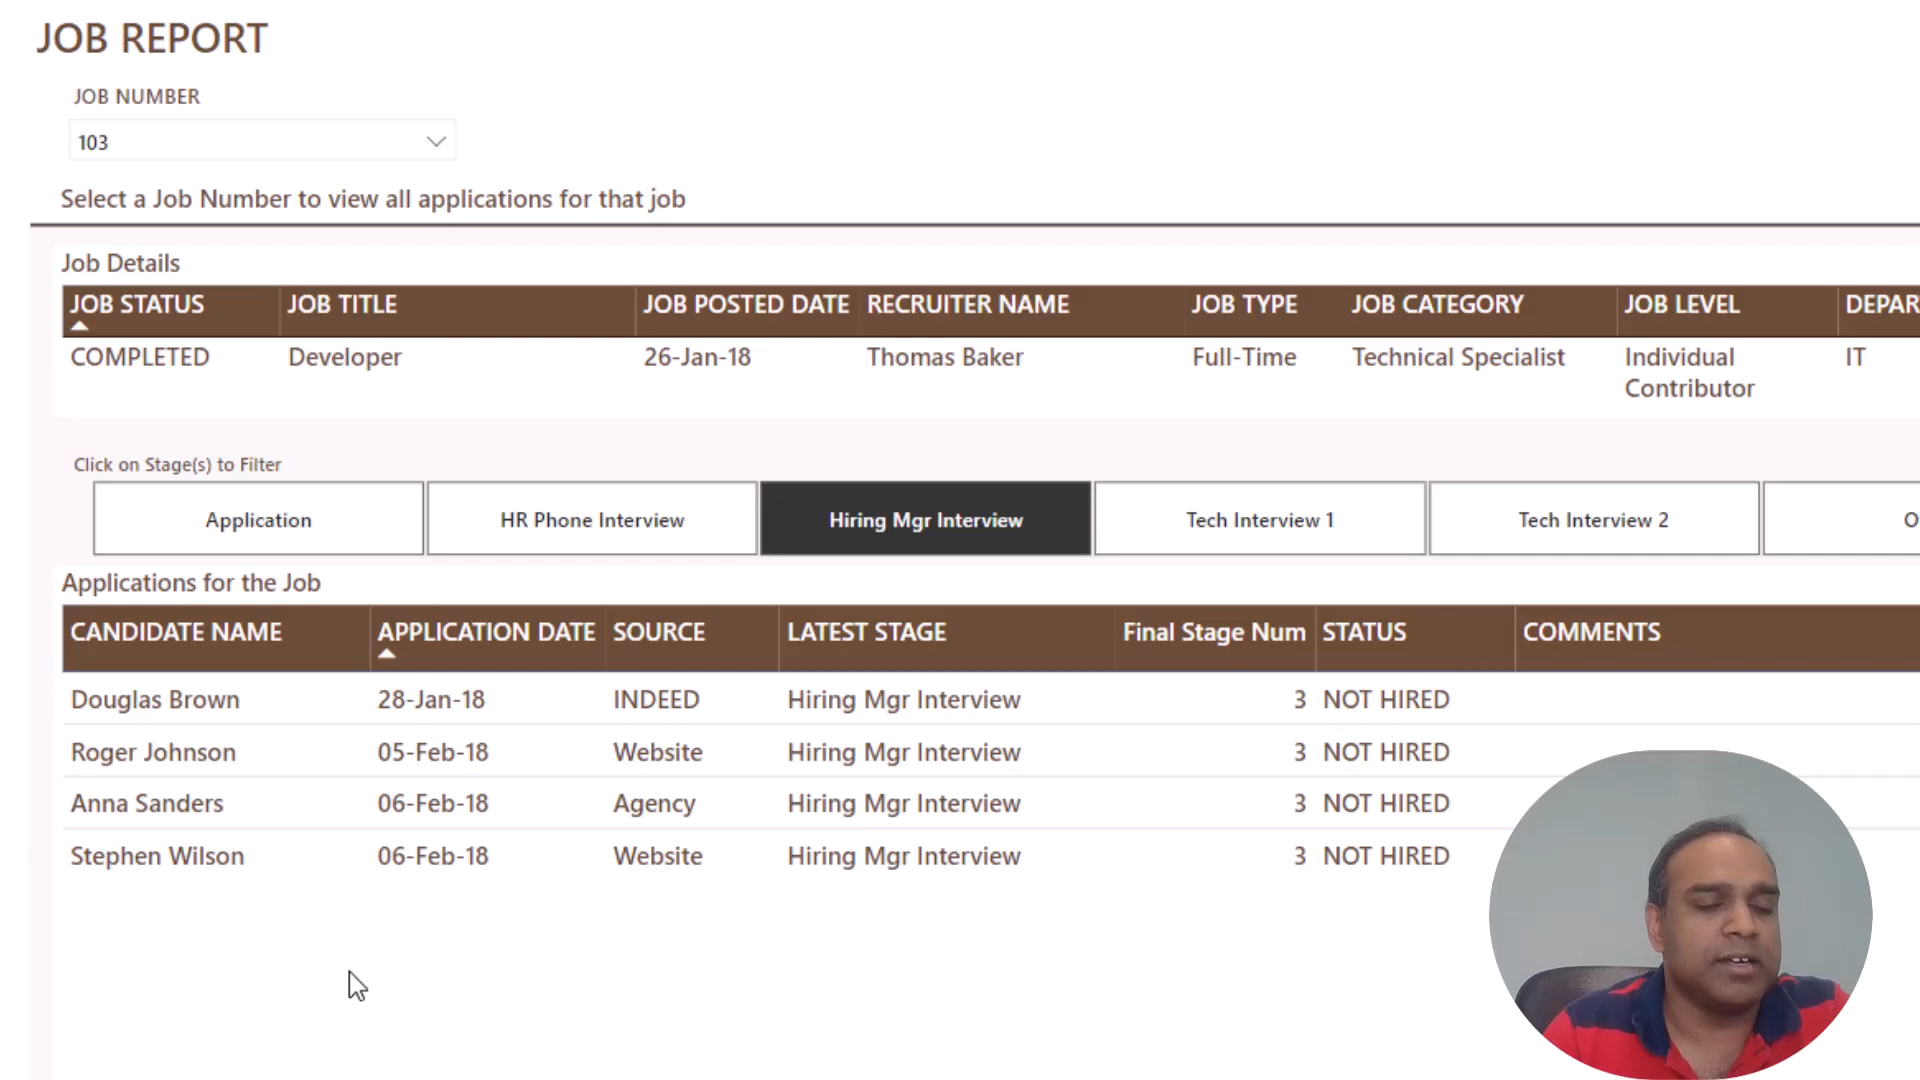 JOB REPORT
JOB NUMBER
103
Select a Job Number to view all applications for that job
Job Details
JOB STATUS JOB TITLE JOB POSTED DATE RECRUITER NAME JOB TYPE JOB CATEGORY JOB LEVEL DEPAR
COMPLETED Developer 26-Jan-18 Thomas Baker Full-Time Technical Specialist Individual IT
Contributor
Click on Stage(s) to Filter
Application HR Phone Interview Hiring Mgr Interview Tech Interview 1 Tech Interview 2 O
Applications for the Job
CANDIDATE NAME APPLICATION DATE SOURCE LATEST STAGE Final Stage Num STATUS COMMENTS
Douglas Brown 28-Jan-18 INDEED Hiring Mgr Interview 3 NOT HIRED
Roger Johnson 05-Feb-18 Website Hiring Mgr Interview 3 NOT HIRED
Anna Sanders 06-Feb-18 Agency Hiring Mgr Interview 3 NOT HIRED
Stephen Wilson 06-Feb-18 Website Hiring Mgr Interview 3 NOT HIRED